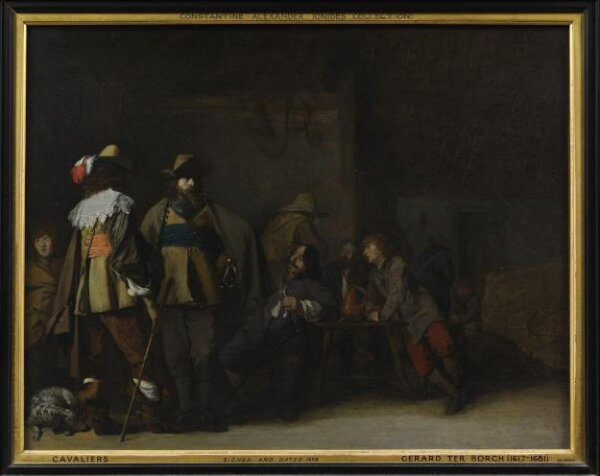 CONSTANTINE ALEXANDER IONIDES COLLECTION
CAVALIERS
SIGNED AND DATED 1638
GERARD TER BORCH (1617-1681)